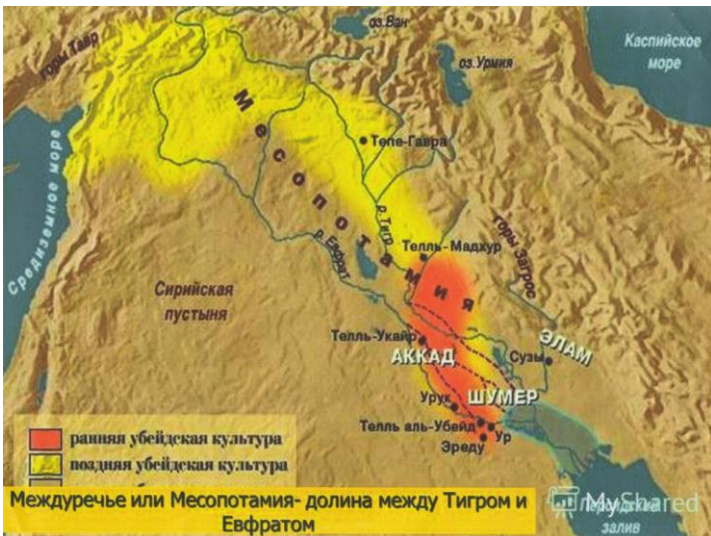 оз.Ван
Каспийское
море
горы Тавр
оз.Урмия
Месопотамия
Тепе-Гавра
Средиземное море
р.Тигр
р.Евфрат
горы Загрос
Телль-Мадхур
Сирийская
пустыня
Телль-Укайр
АККАД
Сузы
ЭЛАМ
ШУМЕР
Урук
Телль аль-Убейд
Ур
Эреду
ранняя убейдская культура
поздняя убейдская культура
Междуречье или Месопотамия- долина между Тигром и
Евфратом
MyShared
Персидский
залив